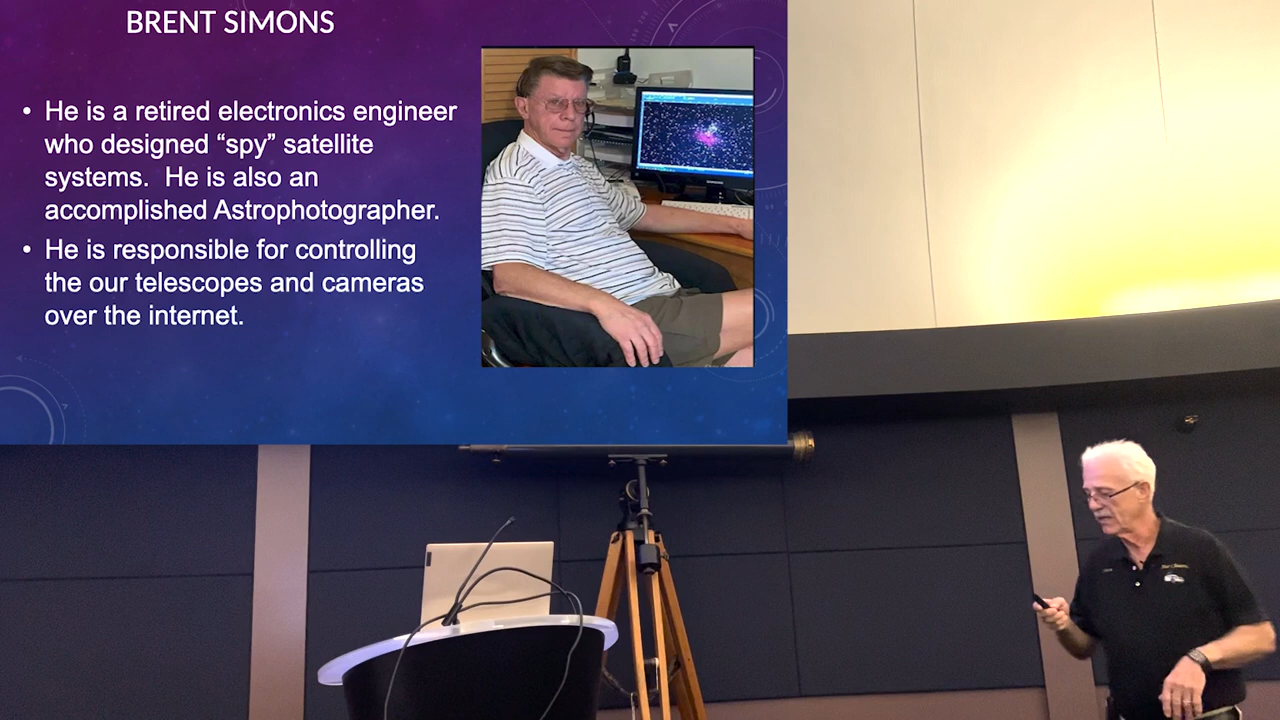 BRENT SIMONS
• He is a retired electronics engineer
who designed “spy” satellite
systems.  He is also an
accomplished Astrophotographer.
• He is responsible for controlling
the our telescopes and cameras
over the internet.